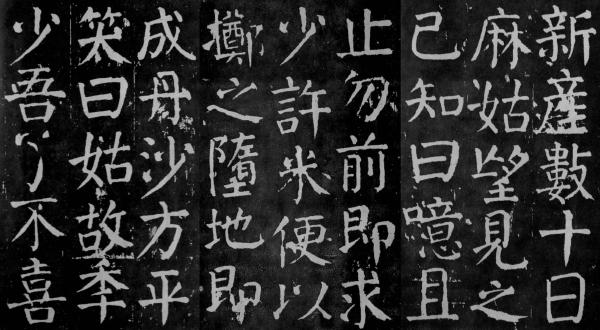 新產數十日
麻姑望見之
已知曰噫且
止勿前即求
少許米便以
擲之墮地即
成丹沙方平
笑曰姑故秊
少吾了不喜